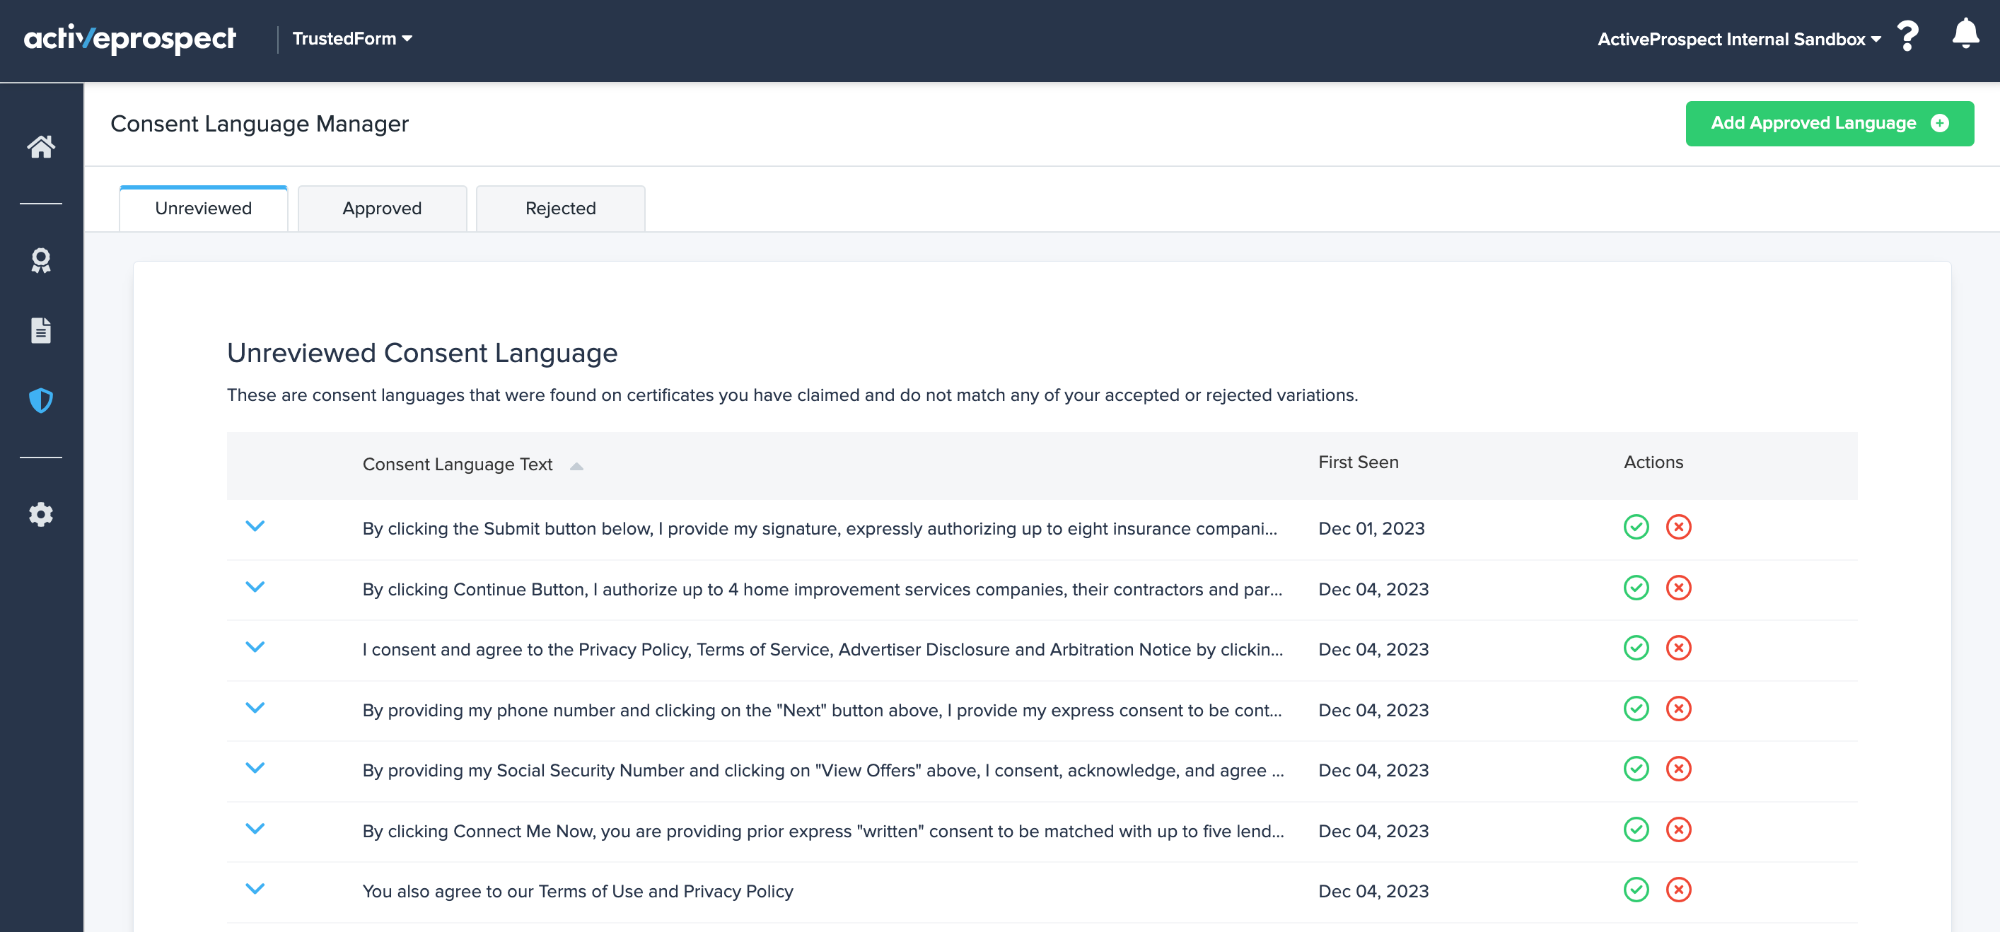 activeprospect
TrustedForm
ActiveProspect Internal Sandbox
?
Consent Language Manager
Add Approved Language
Unreviewed
Approved
Rejected
Unreviewed Consent Language
These are consent languages that were found on certificates you have claimed and do not match any of your accepted or rejected variations.
Consent Language Text First Seen Actions
By clicking the Submit button below, I provide my signature, expressly authorizing up to eight insurance compani... Dec 01, 2023
By clicking Continue Button, I authorize up to 4 home improvement services companies, their contractors and par... Dec 04, 2023
I consent and agree to the Privacy Policy, Terms of Service, Advertiser Disclosure and Arbitration Notice by clickin... Dec 04, 2023
By providing my phone number and clicking on the "Next" button above, I provide my express consent to be cont... Dec 04, 2023
By providing my Social Security Number and clicking on "View Offers" above, I consent, acknowledge, and agree ... Dec 04, 2023
By clicking Connect Me Now, you are providing prior express "written" consent to be matched with up to five lend... Dec 04, 2023
You also agree to our Terms of Use and Privacy Policy Dec 04, 2023